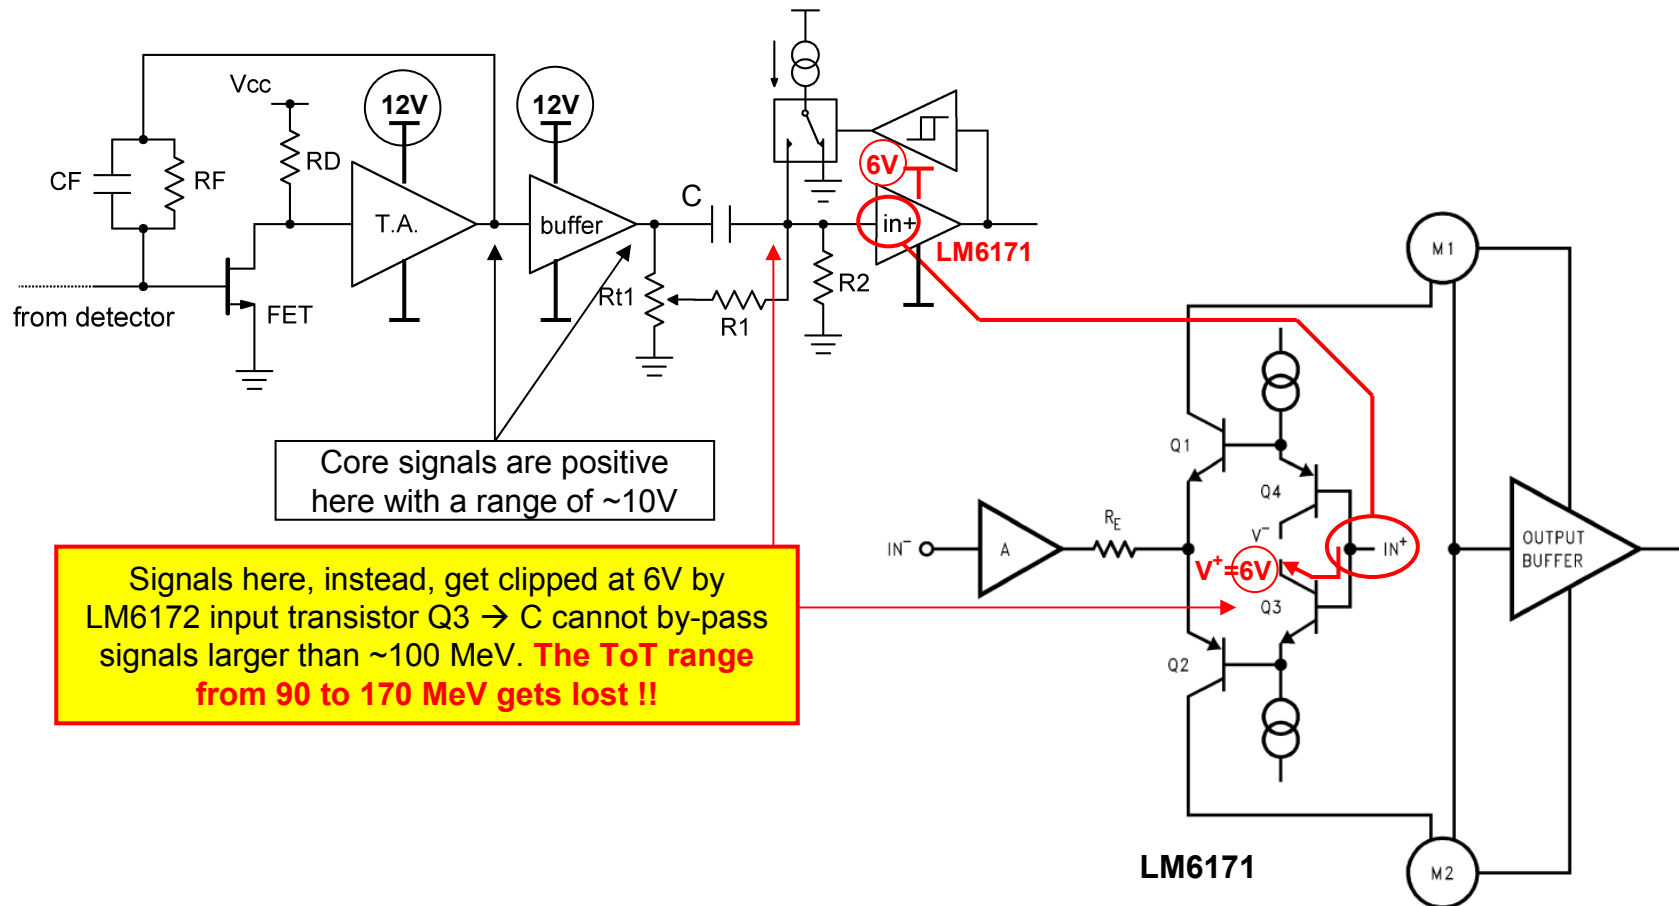 Vcc
12V
12V
CF
RF
RD
T.A.
buffer
C
6V
in+
LM6171
from detector
FET
Rt1
R1
R2
M1
Core signals are positive
here with a range of ~10V
Q1
Q4
IN⁻
A
R_E
V⁻
IN⁺
V⁺=6V
Q3
OUTPUT
BUFFER
Signals here, instead, get clipped at 6V by
LM6172 input transistor Q3 → C cannot by-pass
signals larger than ~100 MeV. The ToT range
from 90 to 170 MeV gets lost !!
Q2
LM6171
M2